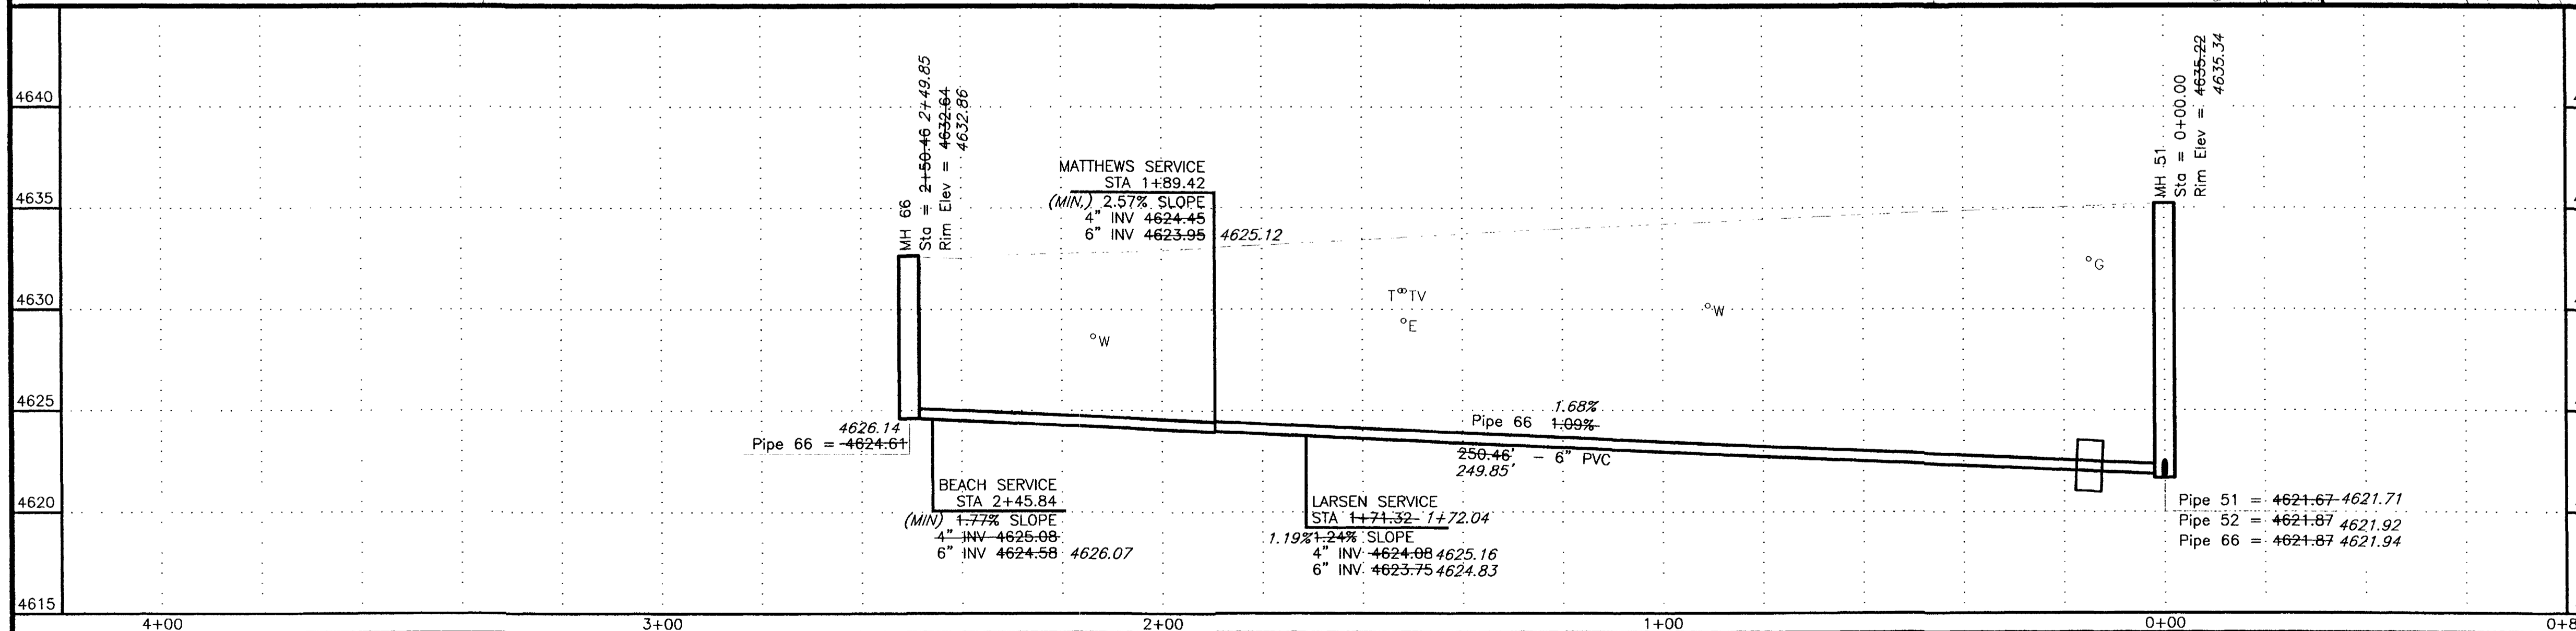 4640
4635
4630
4625
4620
4615
MH 66
Sta = 2+50.46 2+49.85
Rim Elev = 4632.64
4632.86
MATTHEWS SERVICE
STA 1+89.42
(MIN.) 2.57% SLOPE
4" INV 4624.45
6" INV 4623.95 4625.12
MH 51
Sta = 0+00.00
Rim Elev = 4635.22
4635.34
G
T TV
E
W
W
4626.14
Pipe 66 = 4624.61
1.68%
Pipe 66 1.09%
250.46' - 6" PVC
249.85'
BEACH SERVICE
STA 2+45.84
(MIN) 1.77% SLOPE
4" INV 4625.08
6" INV 4624.58 4626.07
LARSEN SERVICE
STA 1+71.32 1+72.04
1.19% 1.24% SLOPE
4" INV 4624.08 4625.16
6" INV 4623.75 4624.83
Pipe 51 = 4621.67 4621.71
Pipe 52 = 4621.87 4621.92
Pipe 66 = 4621.87 4621.94
4+00 3+00 2+00 1+00 0+00